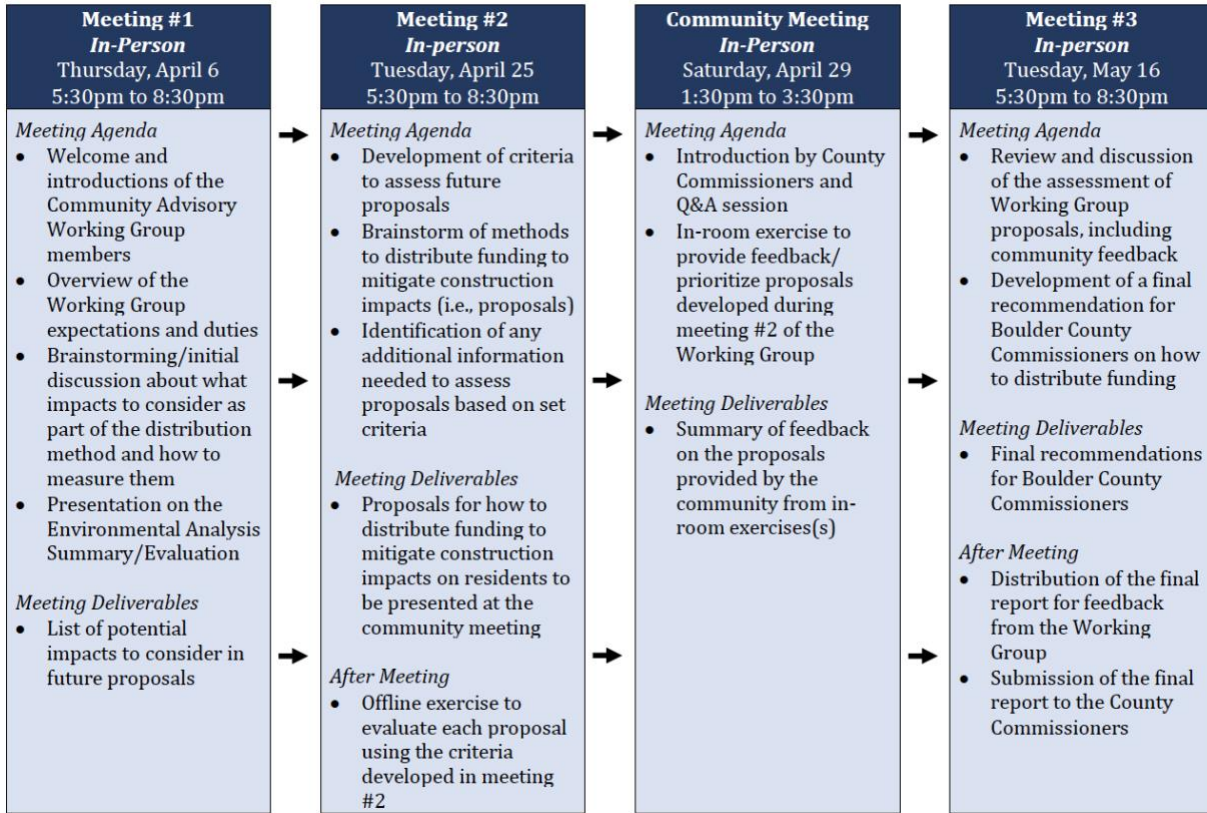 Meeting #1
In-Person
Thursday, April 6
5:30pm to 8:30pm
Meeting Agenda
• Welcome and
introductions of the
Community Advisory
Working Group
members
• Overview of the
Working Group
expectations and duties
• Brainstorming/initial
discussion about what
impacts to consider as
part of the distribution
method and how to
measure them
• Presentation on the
Environmental Analysis
Summary/Evaluation
Meeting Deliverables
• List of potential
impacts to consider in
future proposals
Meeting #2
In-person
Tuesday, April 25
5:30pm to 8:30pm
Meeting Agenda
• Development of criteria
to assess future
proposals
• Brainstorm of methods
to distribute funding to
mitigate construction
impacts (i.e., proposals)
• Identification of any
additional information
needed to assess
proposals based on set
criteria
Meeting Deliverables
• Proposals for how to
distribute funding to
mitigate construction
impacts on residents to
be presented at the
community meeting
After Meeting
• Offline exercise to
evaluate each proposal
using the criteria
developed in meeting
#2
Community Meeting
In-Person
Saturday, April 29
1:30pm to 3:30pm
Meeting Agenda
• Introduction by County
Commissioners and
Q&A session
• In-room exercise to
provide feedback/
prioritize proposals
developed during
meeting #2 of the
Working Group
Meeting Deliverables
• Summary of feedback
on the proposals
provided by the
community from in-
room exercises(s)
Meeting #3
In-person
Tuesday, May 16
5:30pm to 8:30pm
Meeting Agenda
• Review and discussion
of the assessment of
Working Group
proposals, including
community feedback
• Development of a final
recommendation for
Boulder County
Commissioners on how
to distribute funding
Meeting Deliverables
• Final recommendations
for Boulder County
Commissioners
After Meeting
• Distribution of the final
report for feedback
from the Working
Group
• Submission of the final
report to the County
Commissioners